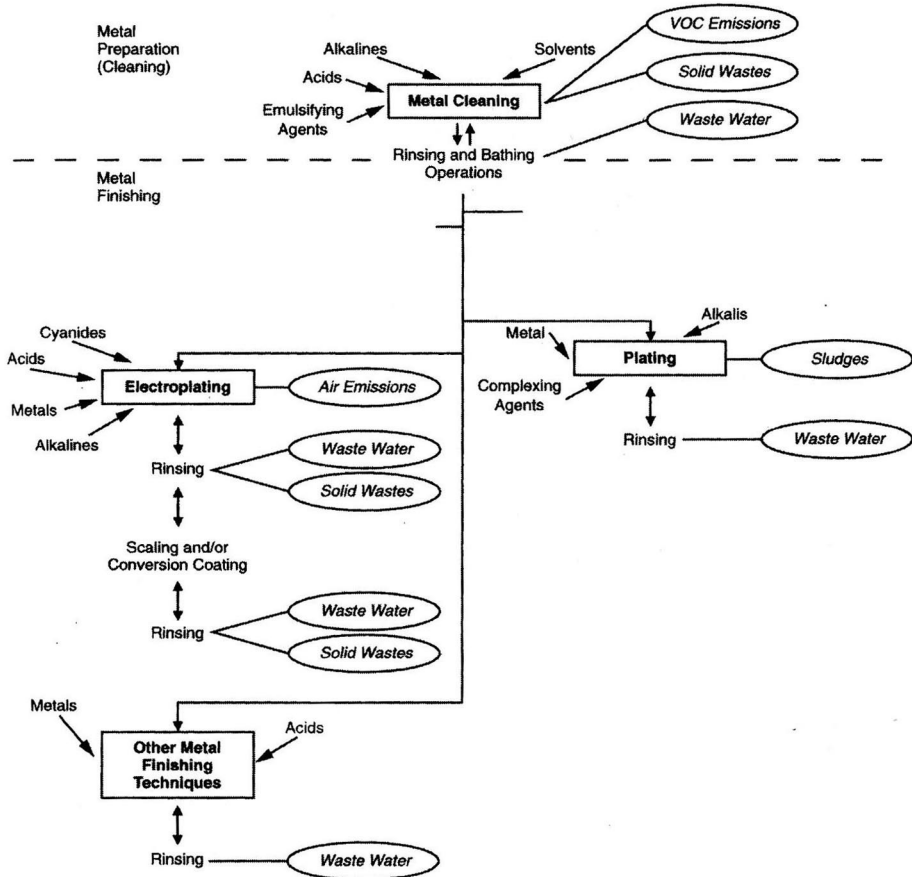 Metal
Preparation
(Cleaning)
Alkalines
Solvents
VOC Emissions
Acids
Solid Wastes
Metal Cleaning
Emulsifying
Agents
Waste Water
Rinsing and Bathing
Operations
Metal
Finishing
Cyanides
Acids
Electroplating
Air Emissions
Metals
Alkalines
Rinsing
Waste Water
Solid Wastes
Scaling and/or
Conversion Coating
Rinsing
Waste Water
Solid Wastes
Metal
Alkalis
Plating
Sludges
Complexing
Agents
Rinsing
Waste Water
Metals
Acids
Other Metal
Finishing
Techniques
Rinsing
Waste Water